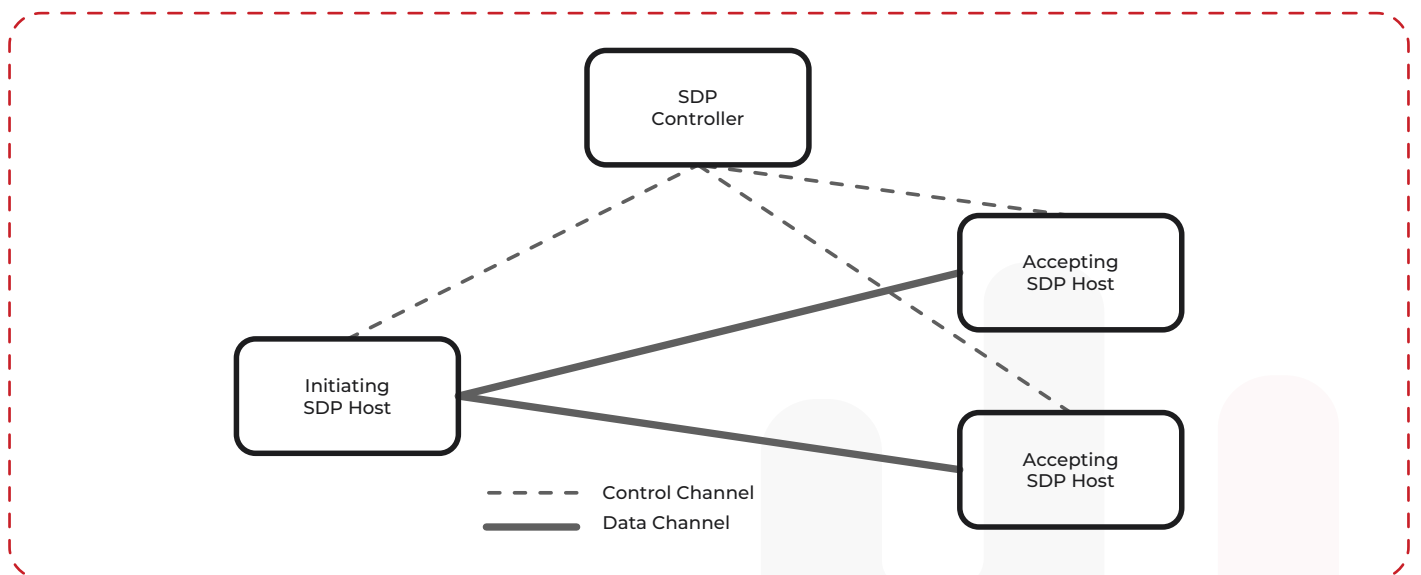 SDP
Controller
Accepting
SDP Host
Initiating
SDP Host
Accepting
SDP Host
Control Channel
Data Channel